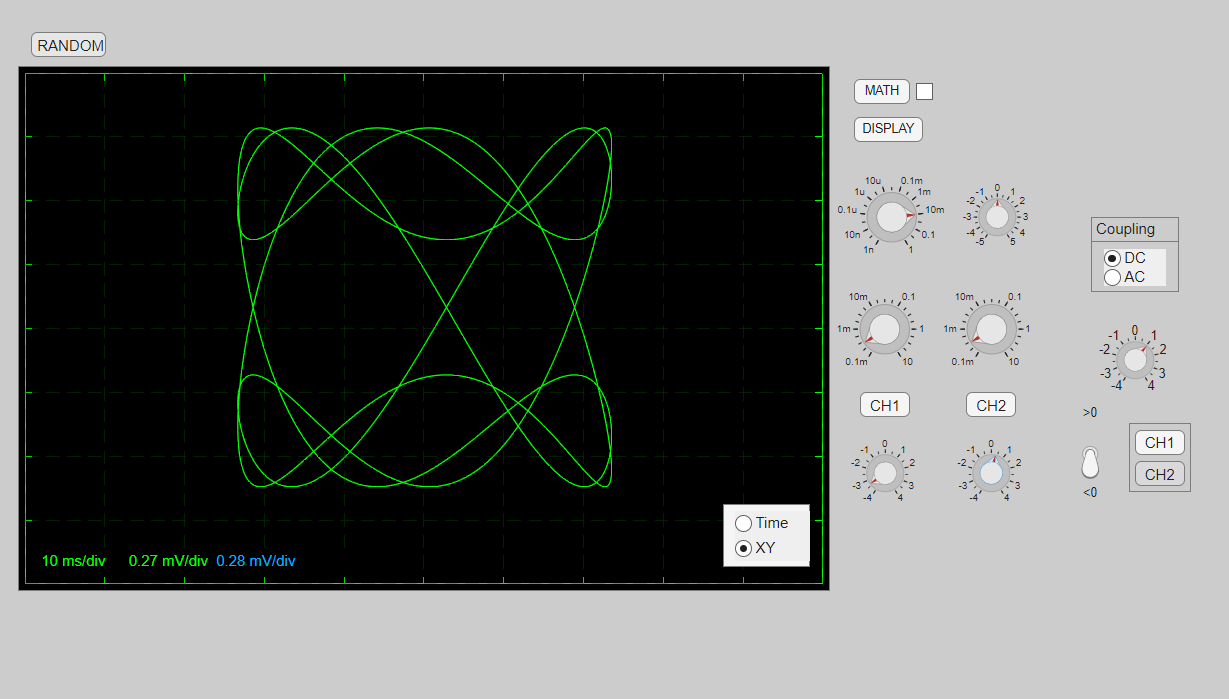 RANDOM
MATH
DISPLAY
10u 0.1m
1u 1m
0.1u 10m
10n 0.1
1n 1
0
-1 1
-2 2
-3 3
-4 4
-5 5
Coupling
DC
AC
10m 0.1
1m 1
0.1m 10
10m 0.1
1m 1
0.1m 10
0
-1 1
-2 2
-3 3
-4 4
CH1
CH2
>0
CH1
CH2
<0
0
-1 1
-2 2
-3 3
-4 4
0
-1 1
-2 2
-3 3
-4 4
Time
XY
10 ms/div 0.27 mV/div 0.28 mV/div